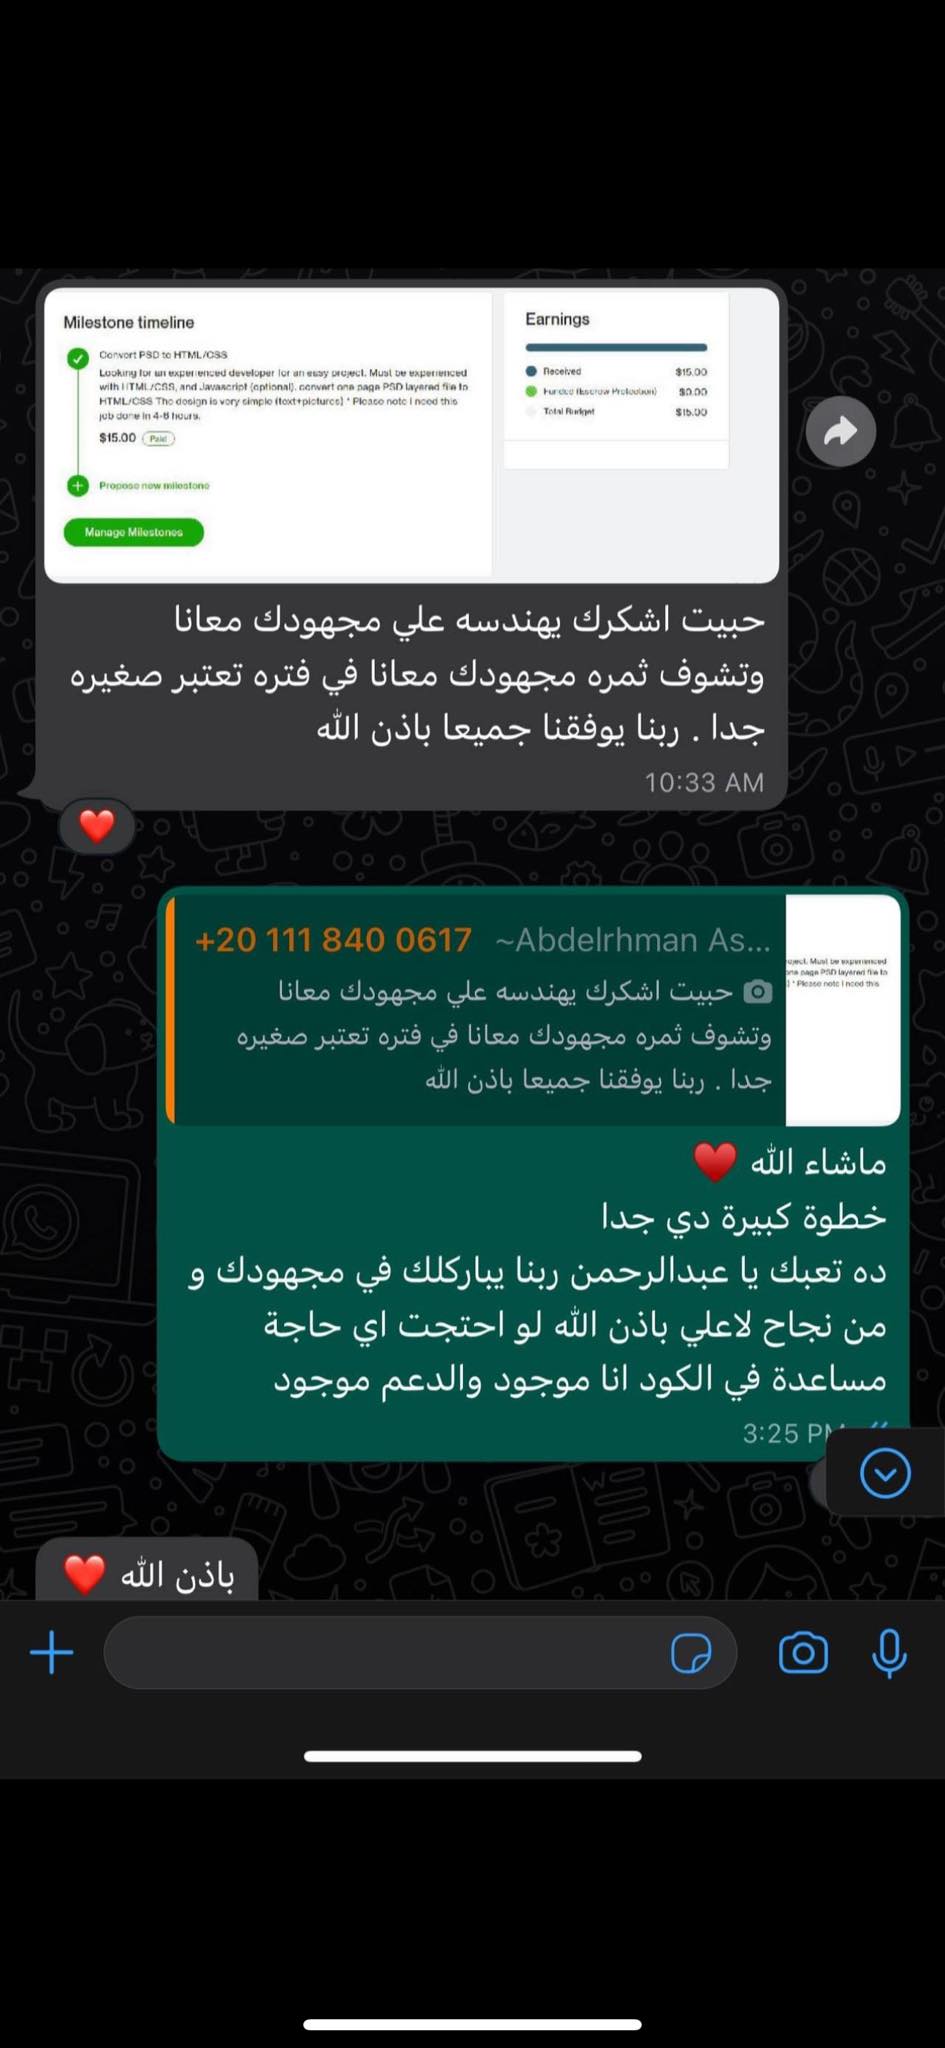 Milestone timeline
Convert PSD to HTML/CSS
Looking for an experienced developer for an easy project. Must be experienced
with HTML/CSS, and Javascript (optional). convert one page PSD layered file to
HTML/CSS The design is very simple (text+pictures) * Please note I need this
job done in 4-6 hours.
$15.00 Paid
Propose new milestone
Manage Milestones
Earnings
Received $15.00
Funded (Escrow Protection) $0.00
Total Budget $15.00
حبيت اشكرك يهندسه علي مجهودك معانا
وتشوف ثمره مجهودك معانا في فتره تعتبر صغيره
جدا . ربنا يوفقنا جميعا باذن الله
10:33 AM
❤️
+20 111 840 0617 ~Abdelrhman As...
حبيت اشكرك يهندسه علي مجهودك معانا
وتشوف ثمره مجهودك معانا في فتره تعتبر صغيره
جدا . ربنا يوفقنا جميعا باذن الله
oject. Must be experienced
one page PSD layered file to
) * Please note I need this
ماشاء الله ♥️
خطوة كبيرة دي جدا
ده تعبك يا عبدالرحمن ربنا يباركلك في مجهودك و
من نجاح لاعلي باذن الله لو احتجت اي حاجة
مساعدة في الكود انا موجود والدعم موجود
3:25 PM
باذن الله ❤️